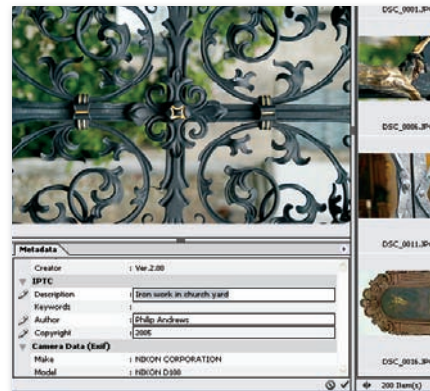 DSC_0001.JP
DSC_0006.JP
DSC_0011.JP
DSC_0016.JP
200 Item(s)
Metadata
Creator : Ver.2.00
IPTC
Description : Iron work in church yard
Keywords :
Author : Philip Andrews
Copyright : 2005
Camera Data (Exif)
Make : NIKON CORPORATION
Model : NIKON D100